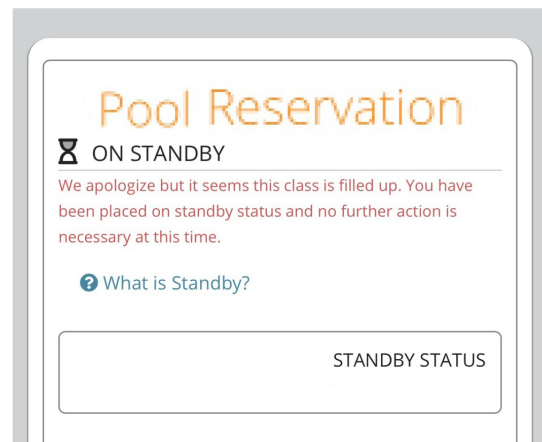 Pool Reservation
ON STANDBY
We apologize but it seems this class is filled up. You have
been placed on standby status and no further action is
necessary at this time.
What is Standby?
STANDBY STATUS